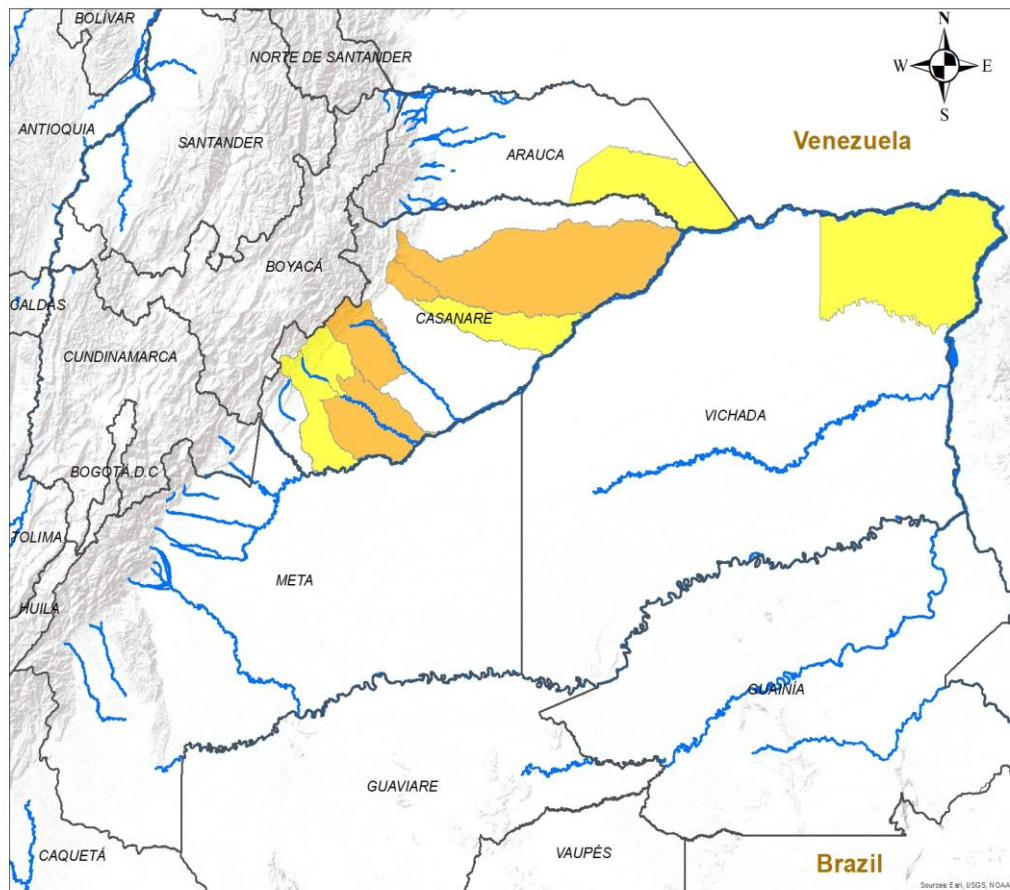 BOLÍVAR
NORTE DE SANTANDER
N
W
E
S
ANTIOQUIA
SANTANDER
ARAUCA
Venezuela
BOYACÁ
CALDAS
CASANARE
CUNDINAMARCA
VICHADA
BOGOTÁ D.C
TOLIMA
META
HUILA
GUAINÍA
GUAVIARE
CAQUETÁ
VAUPÉS
Brazil
Sources: Esri, USGS, NOAA